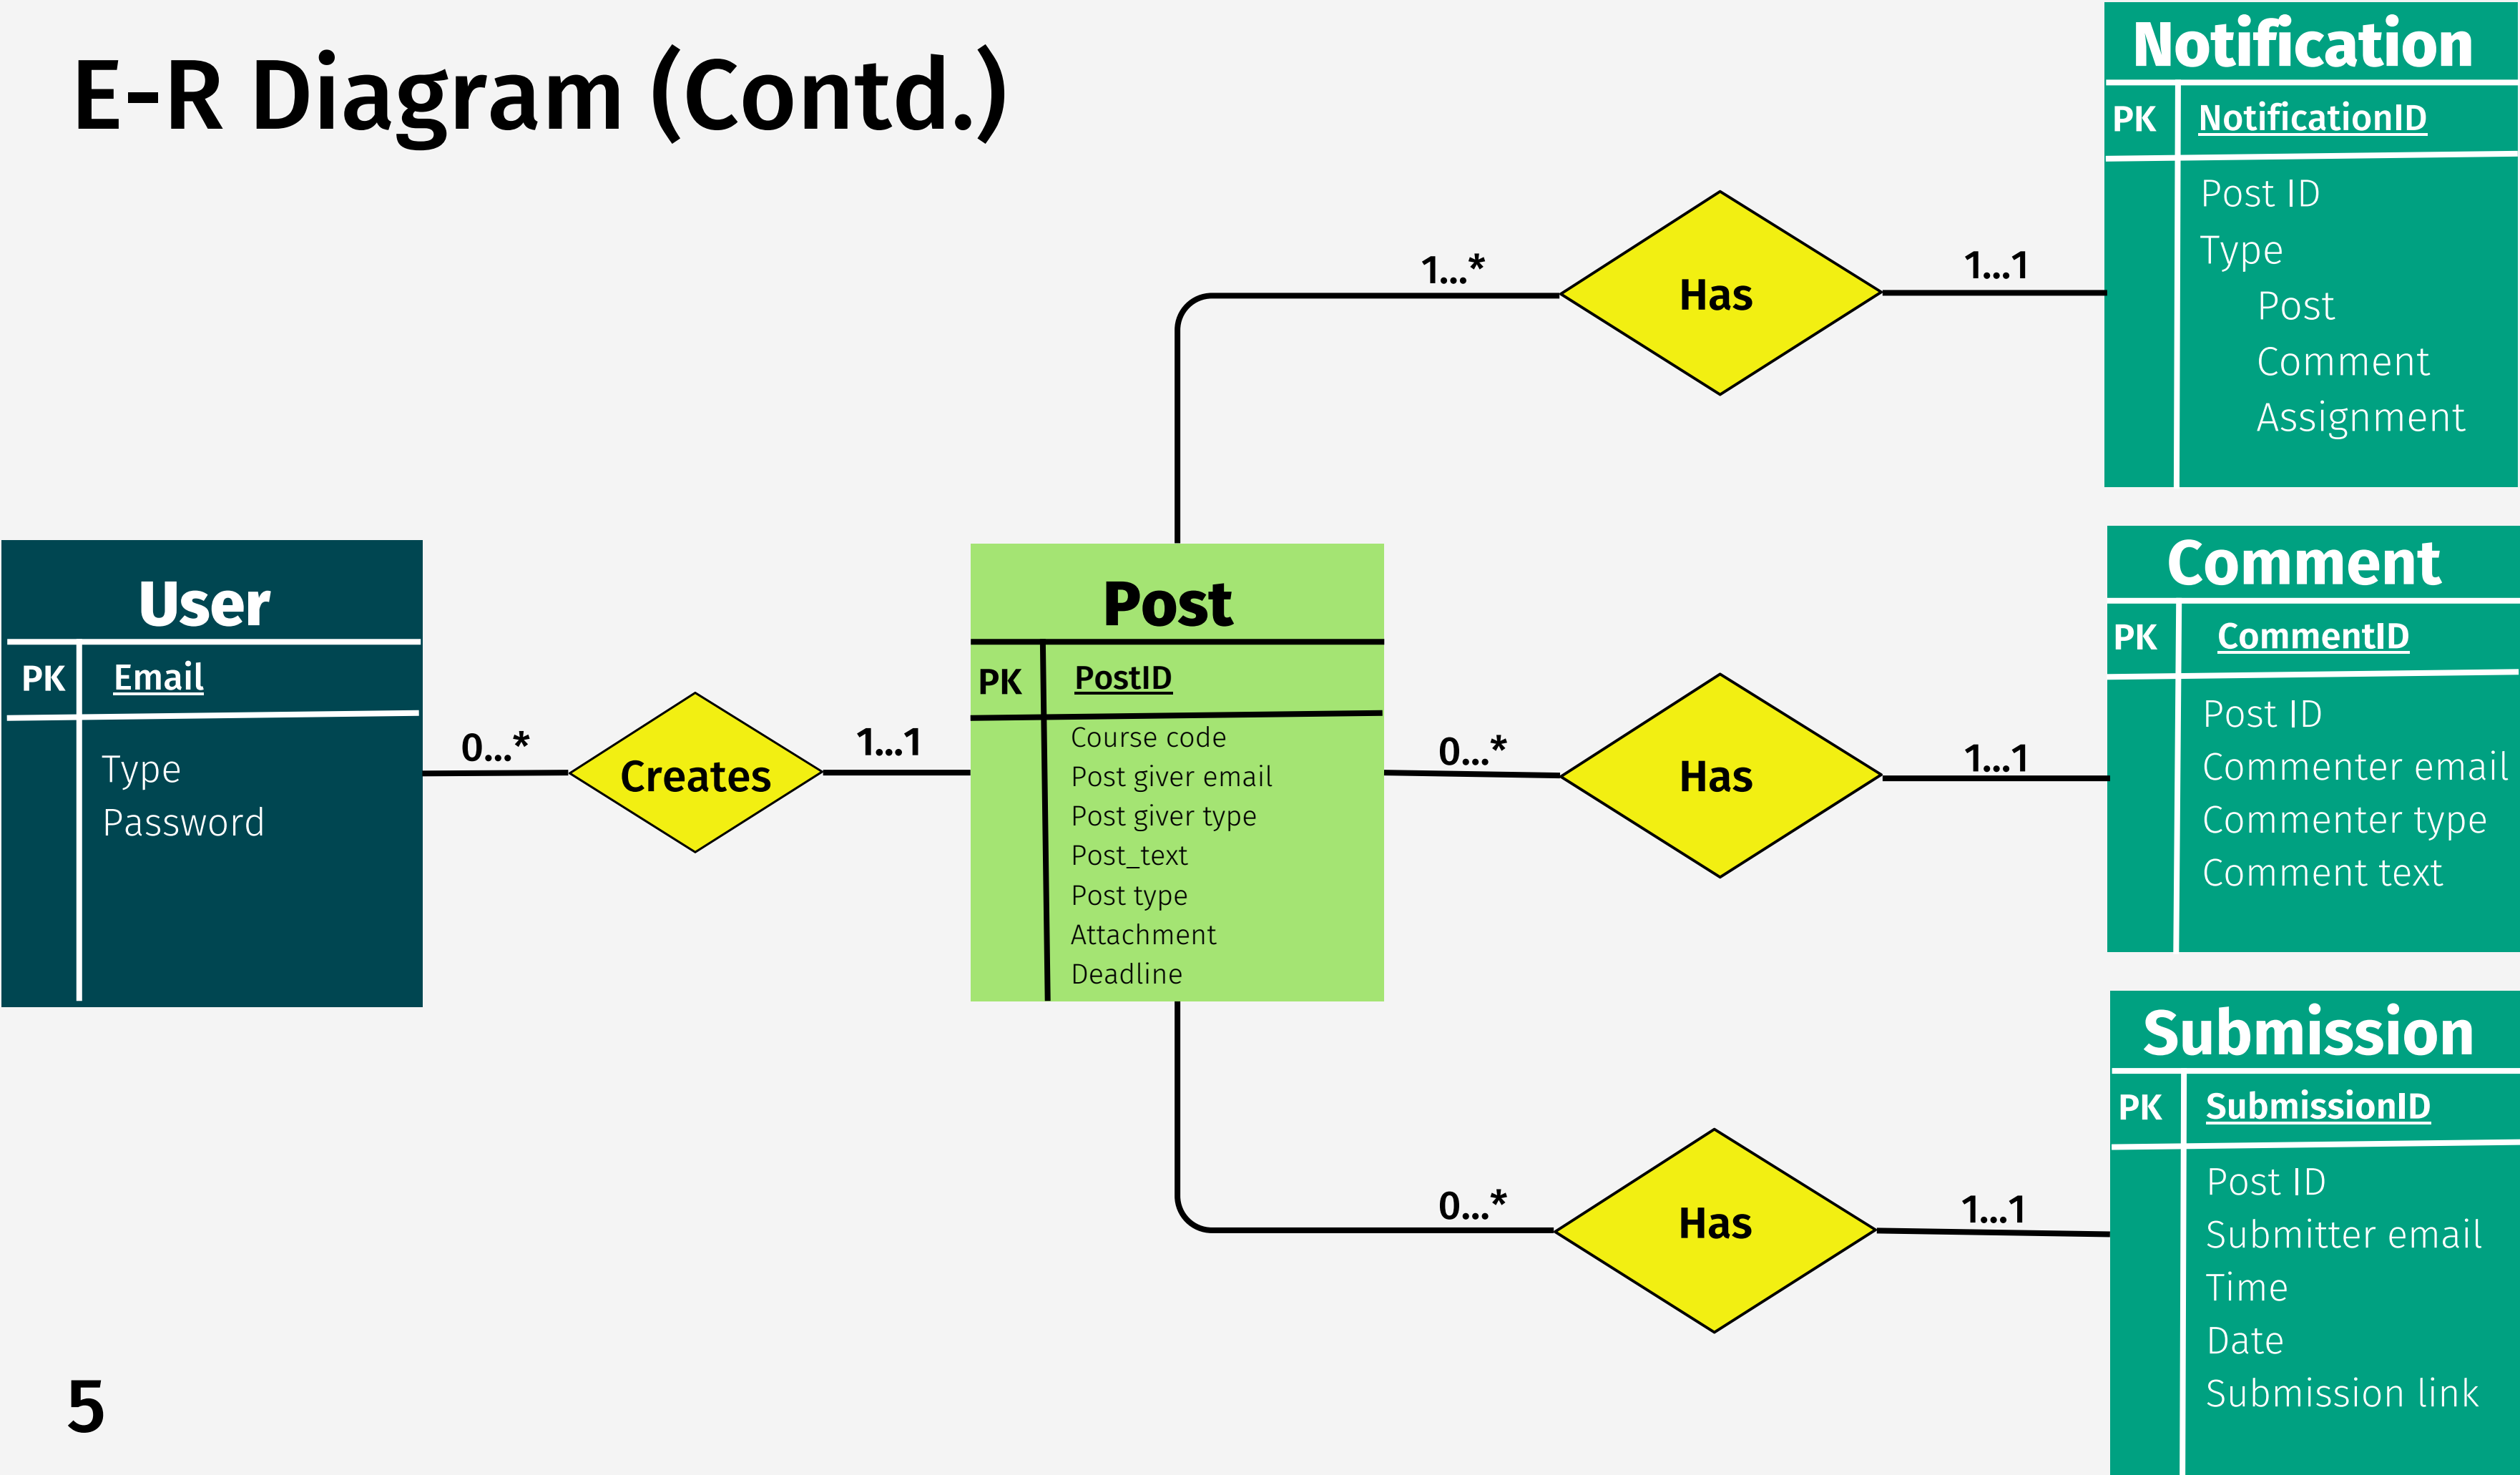 E-R Diagram (Contd.)
Notification
PK NotificationID
Post ID
Type
Post
Comment
Assignment
1...* Has 1...1
User
PK Email
Type
Password
0...* Creates 1...1
Post
PK PostID
Course code
Post giver email
Post giver type
Post_text
Post type
Attachment
Deadline
0...* Has 1...1
Comment
PK CommentID
Post ID
Commenter email
Commenter type
Comment text
0...* Has 1...1
Submission
PK SubmissionID
Post ID
Submitter email
Time
Date
Submission link
5